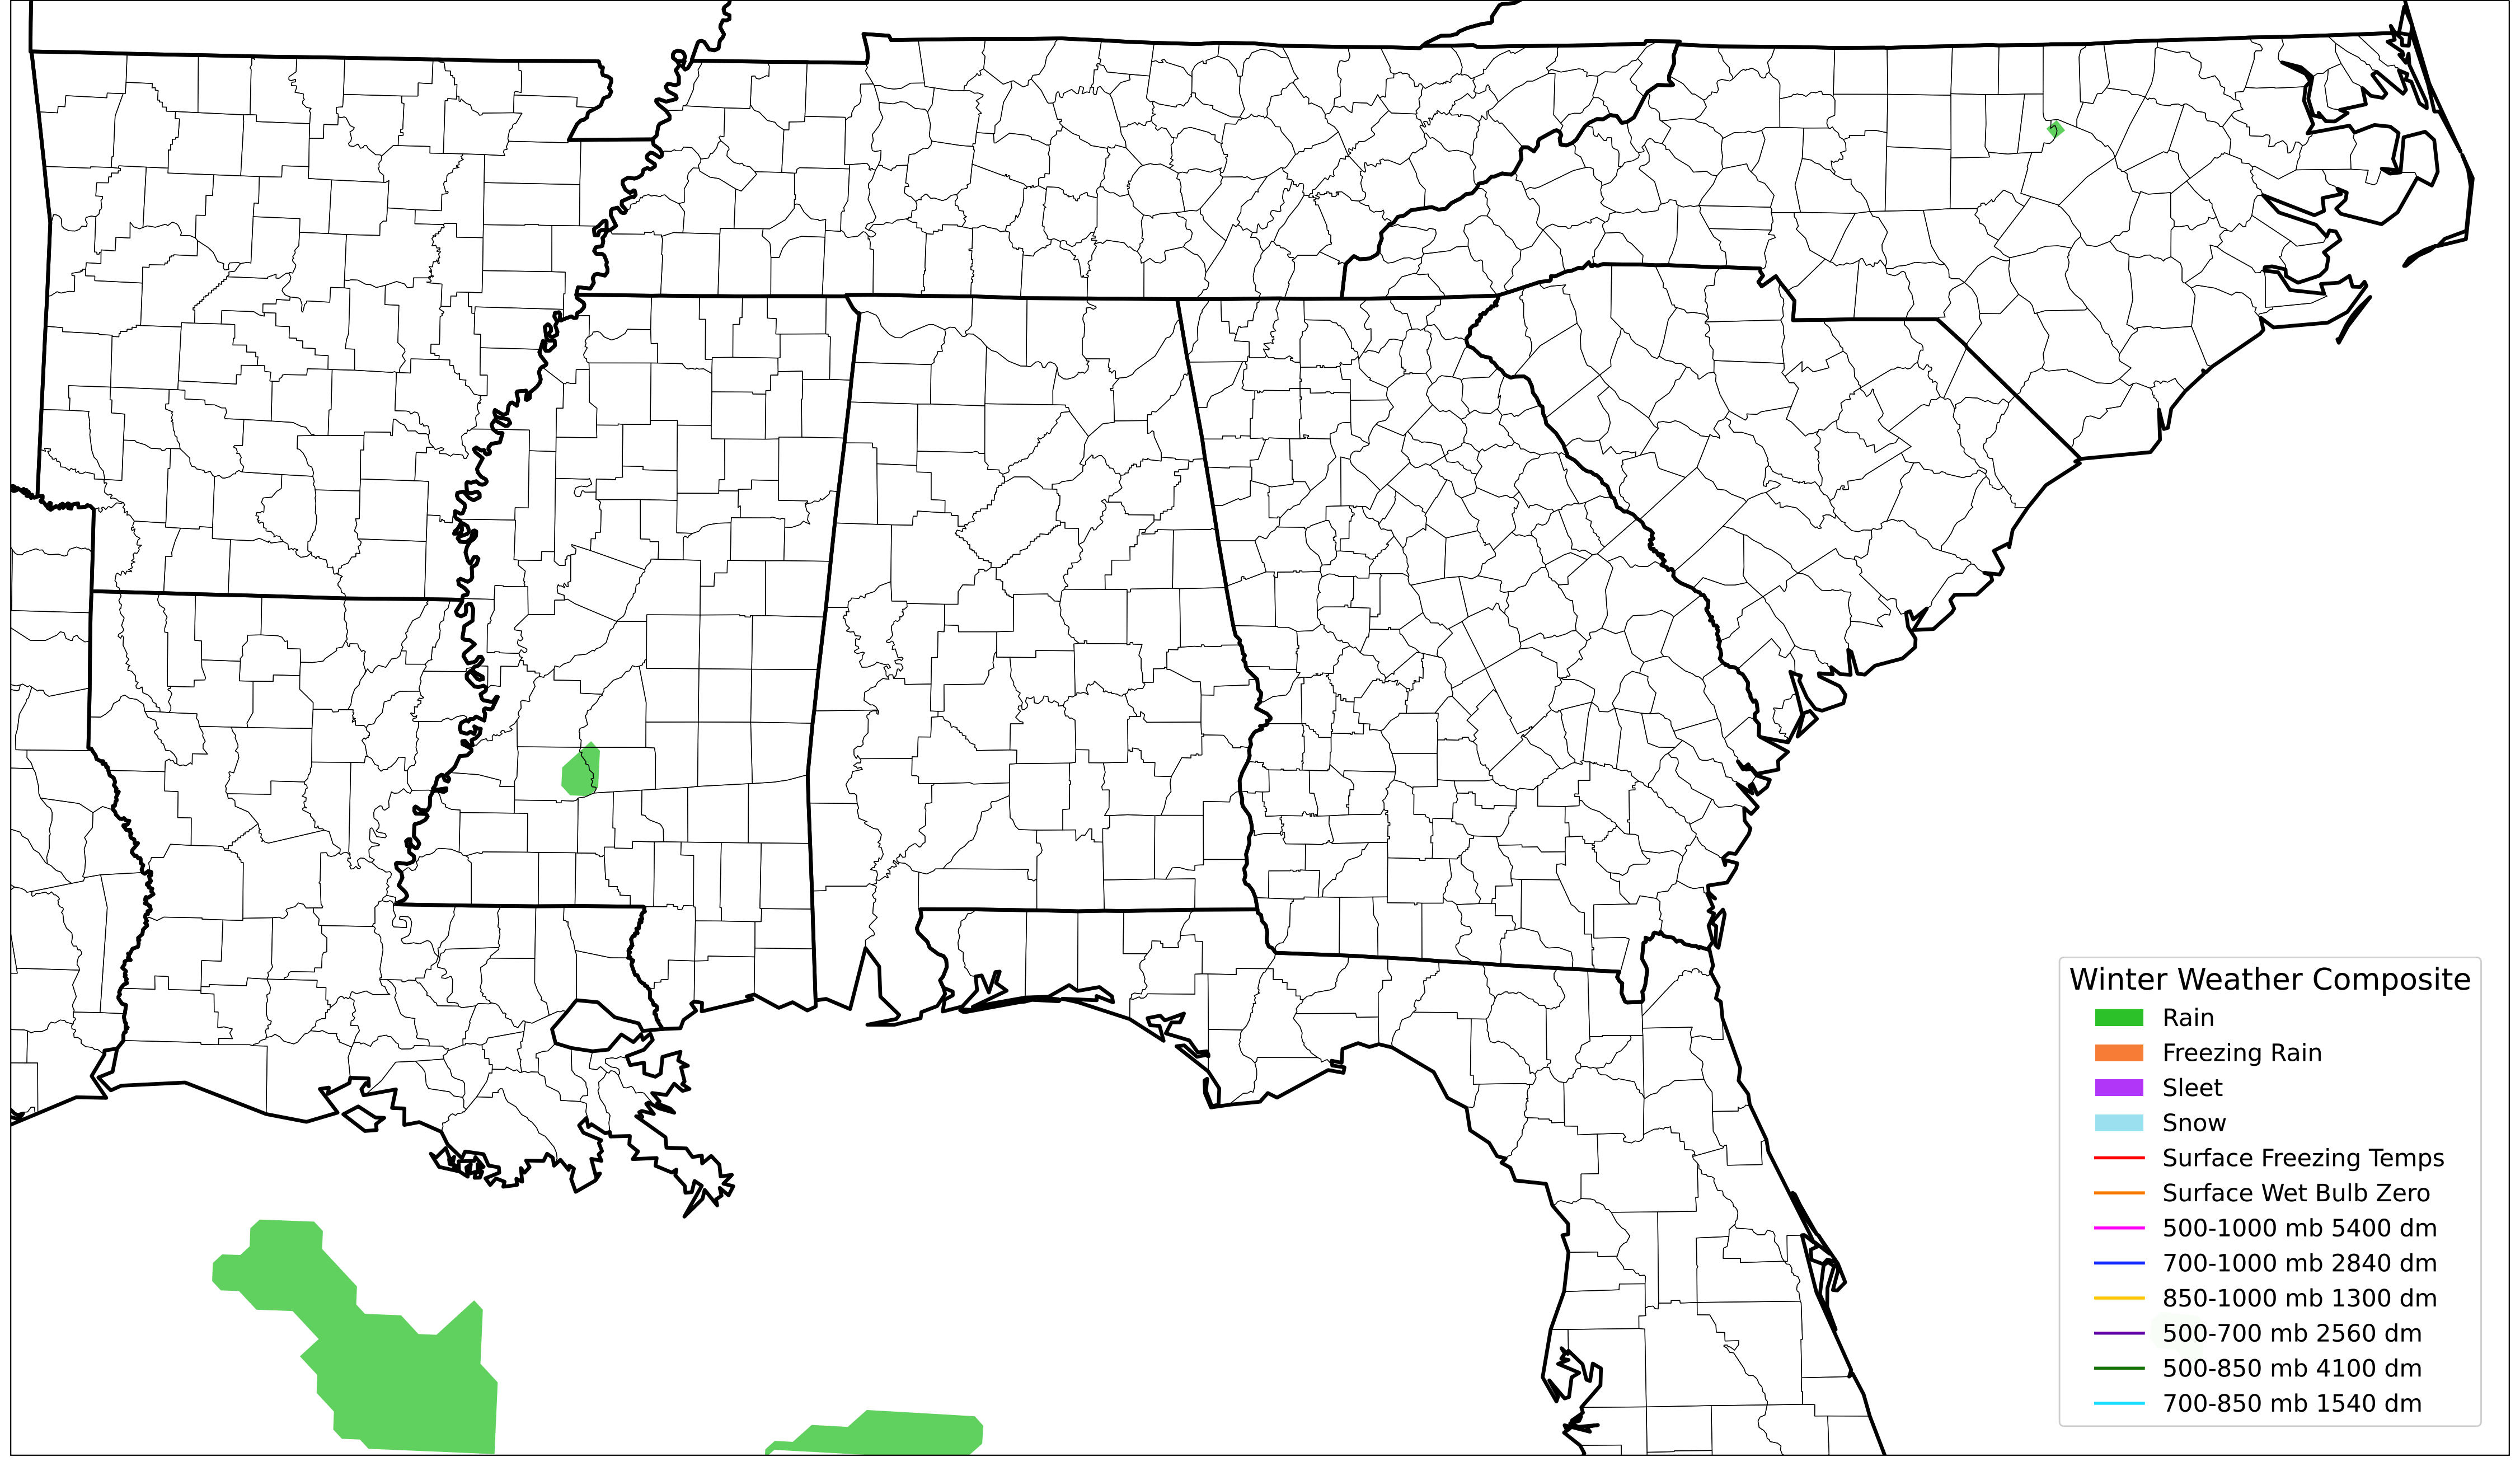 Winter Weather Composite
Rain
Freezing Rain
Sleet
Snow
Surface Freezing Temps
Surface Wet Bulb Zero
500-1000 mb 5400 dm
700-1000 mb 2840 dm
850-1000 mb 1300 dm
500-700 mb 2560 dm
500-850 mb 4100 dm
700-850 mb 1540 dm